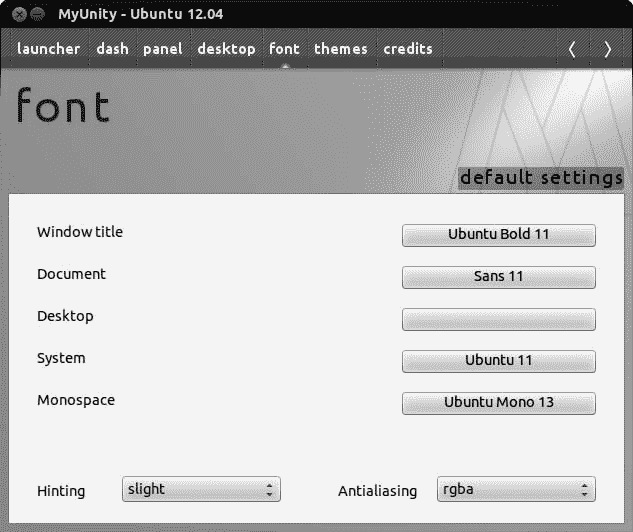 MyUnity - Ubuntu 12.04
launcher dash panel desktop font themes credits
font
default settings
Window title Ubuntu Bold 11
Document Sans 11
Desktop
System Ubuntu 11
Monospace Ubuntu Mono 13
Hinting slight Antialiasing rgba